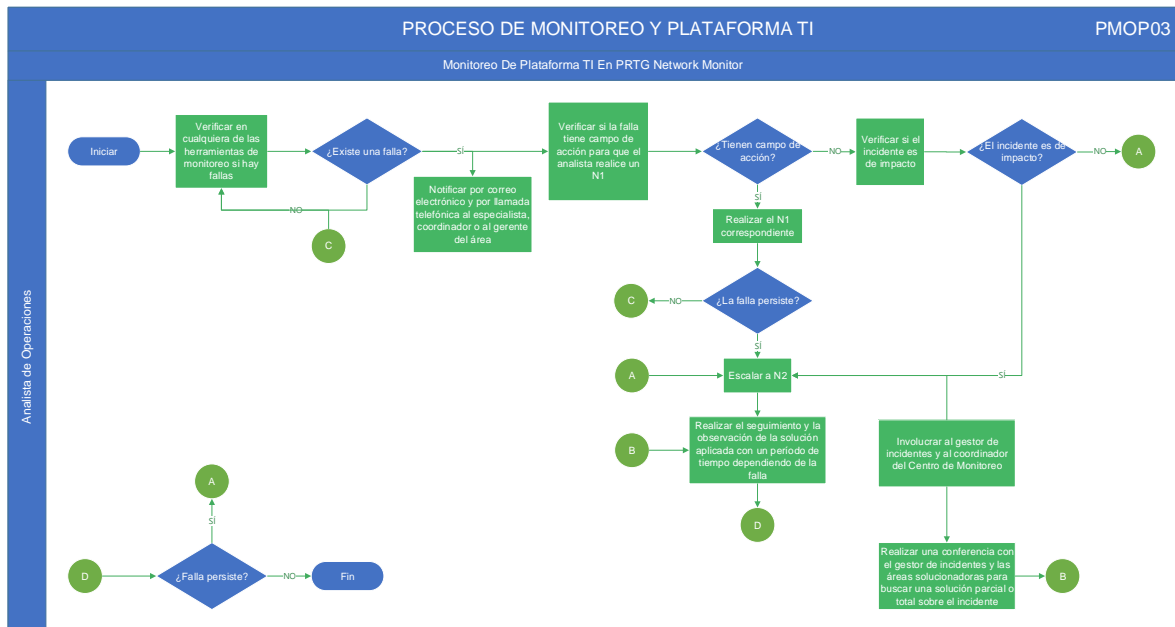 PROCESO DE MONITOREO Y PLATAFORMA TI
PMOP03
Monitoreo De Plataforma TI En PRTG Network Monitor
Analista de Operaciones
Iniciar
Verificar en
cualquiera de las
herramientas de
monitoreo si hay
fallas
¿Existe una falla?
SÍ
NO
C
Notificar por correo
electrónico y por llamada
telefónica al especialista,
coordinador o al gerente
del área
Verificar si la falla
tiene campo de
acción para que el
analista realice un
N1
¿Tienen campo de
acción?
NO
Verificar si el
incidente es
de impacto
¿El incidente es de
impacto?
NO
A
SÍ
Realizar el N1
correspondiente
¿La falla persiste?
NO
C
SÍ
A
Escalar a N2
SÍ
B
Realizar el seguimiento y la
observación de la solución
aplicada con un período de
tiempo dependiendo de la
falla
D
Involucrar al gestor de
incidentes y al coordinador
del Centro de Monitoreo
Realizar una conferencia con
el gestor de incidentes y las
áreas solucionadoras para
buscar una solución parcial o
total sobre el incidente
B
A
SÍ
D
¿Falla persiste?
NO
Fin